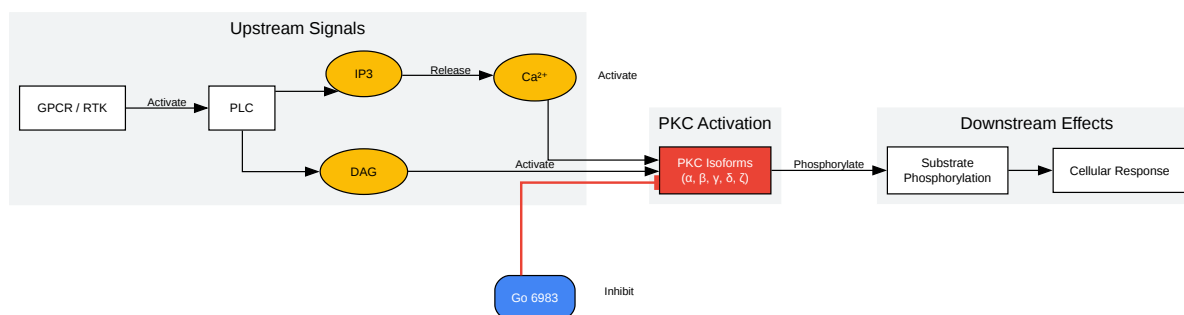 Upstream Signals
GPCR / RTK
Activate
PLC
IP3
Release
Ca²⁺
Activate
DAG
Activate
PKC Activation
PKC Isoforms
(α, β, γ, δ, ζ)
Phosphorylate
Downstream Effects
Substrate
Phosphorylation
Cellular Response
Go 6983
Inhibit